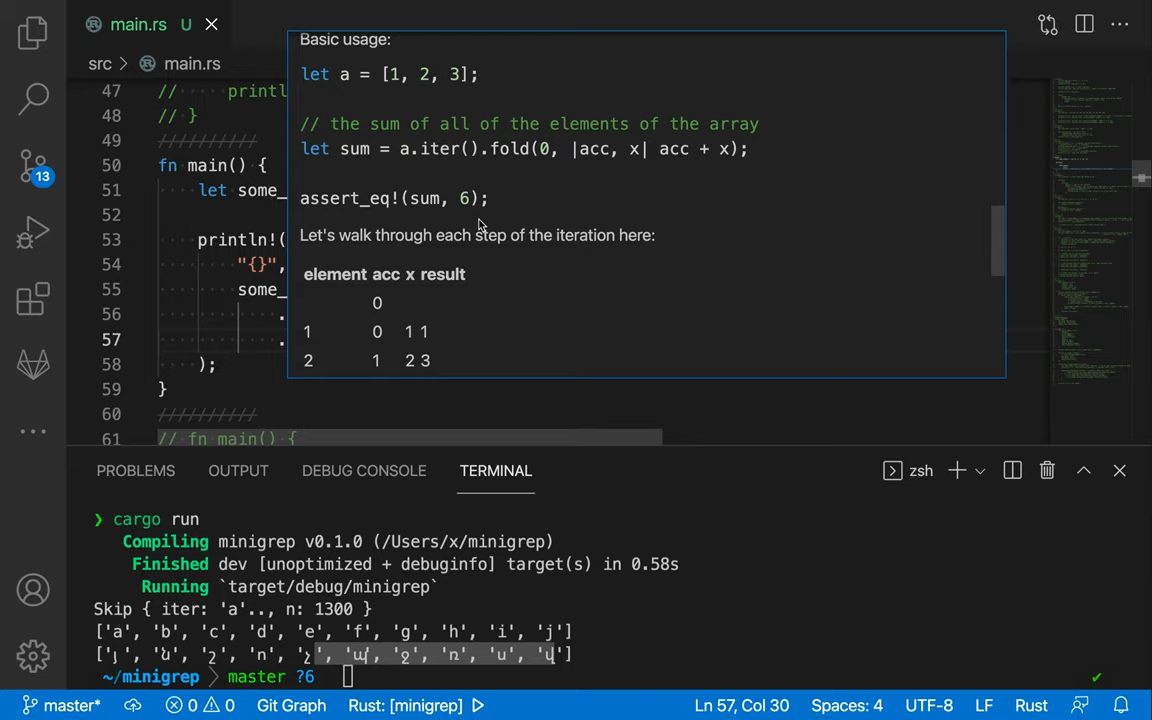 main.rs U
src > main.rs
Basic usage:
let a = [1, 2, 3];
// the sum of all of the elements of the array
let sum = a.iter().fold(0, |acc, x| acc + x);
assert_eq!(sum, 6);
Let's walk through each step of the iteration here:
element acc x result
0
1 0 1 1
2 1 2 3
47 // ····· printl
48 // · }
49 //////////
50 fn main() {
51 ···· let some_
52
53 ···· println!(
54 "{}",
55 some_
56 .
57 .
58 ···· );
59 }
60 //////////
61 // fn main() {
13
PROBLEMS OUTPUT DEBUG CONSOLE TERMINAL zsh
❯ cargo run
Compiling minigrep v0.1.0 (/Users/x/minigrep)
Finished dev [unoptimized + debuginfo] target(s) in 0.58s
Running `target/debug/minigrep`
Skip { iter: 'a'.., n: 1300 }
['a', 'b', 'c', 'd', 'e', 'f', 'g', 'h', 'i', 'j']
['յ', 'ն', 'շ', 'ո', 'չ', 'պ', 'ջ', 'ռ', 'ս', 'վ']
~/minigrep > master ?6 ✔
master* 0 0 Git Graph Rust: [minigrep] Ln 57, Col 30 Spaces: 4 UTF-8 LF Rust